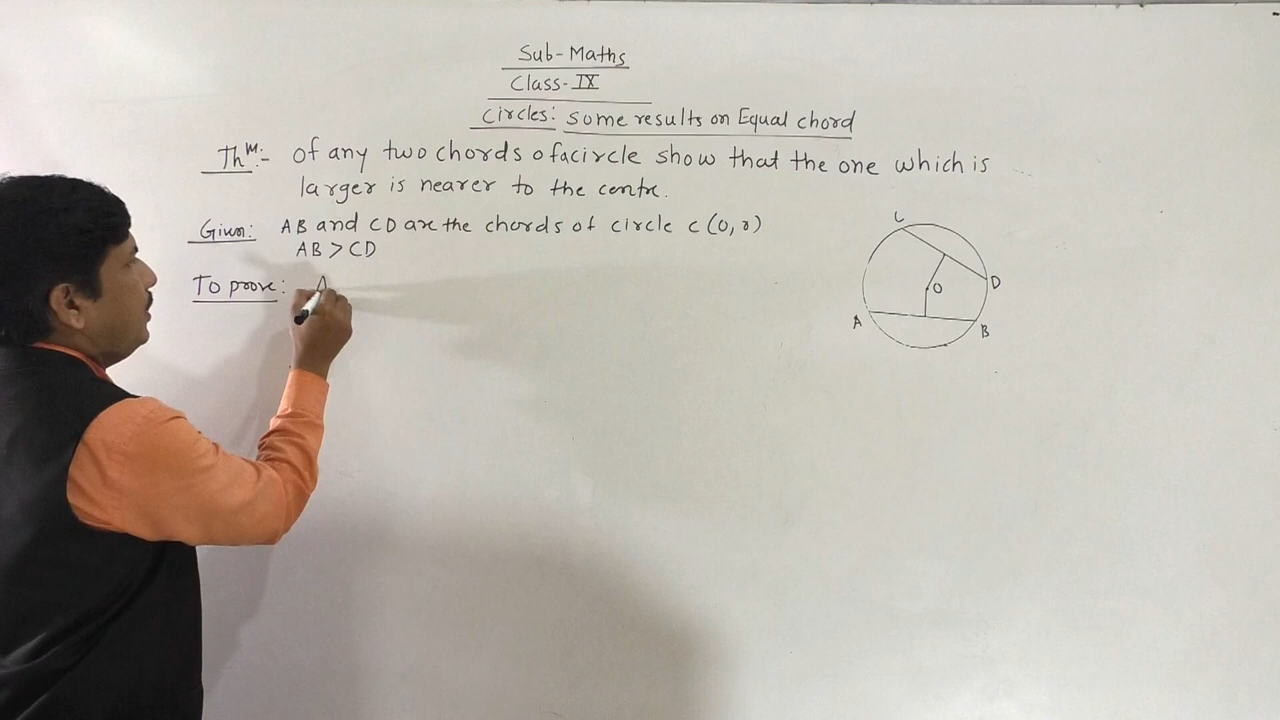 Sub-Maths
Class-IX
Circles: Some results on Equal chord
Thm:- Of any two chords of a circle show that the one which is
larger is nearer to the centre.
Given: AB and CD are the chords of circle C(O,r)
AB > CD
To prove: A
C
D
O
A
B